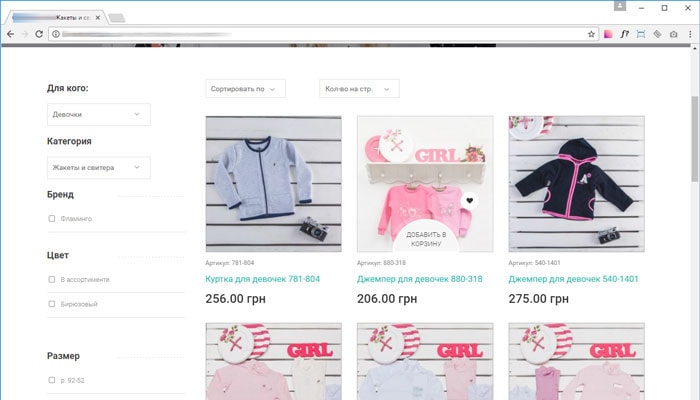 Жакеты и св
Для кого:
Сортировать по
Кол-во на стр.
Девочки
Категория
Жакеты и свитера
Бренд
Фламинго
Цвет
В ассортименте
Бирюзовый
Размер
р. 92-52
GIRL
ДОБАВИТЬ В
КОРЗИНУ
Артикул: 781-804
Артикул: 880-318
Артикул: 540-1401
Куртка для девочек 781-804
Джемпер для девочек 880-318
Джемпер для девочек 540-1401
256.00 грн
206.00 грн
275.00 грн
GIRL
GIRL
GIRL